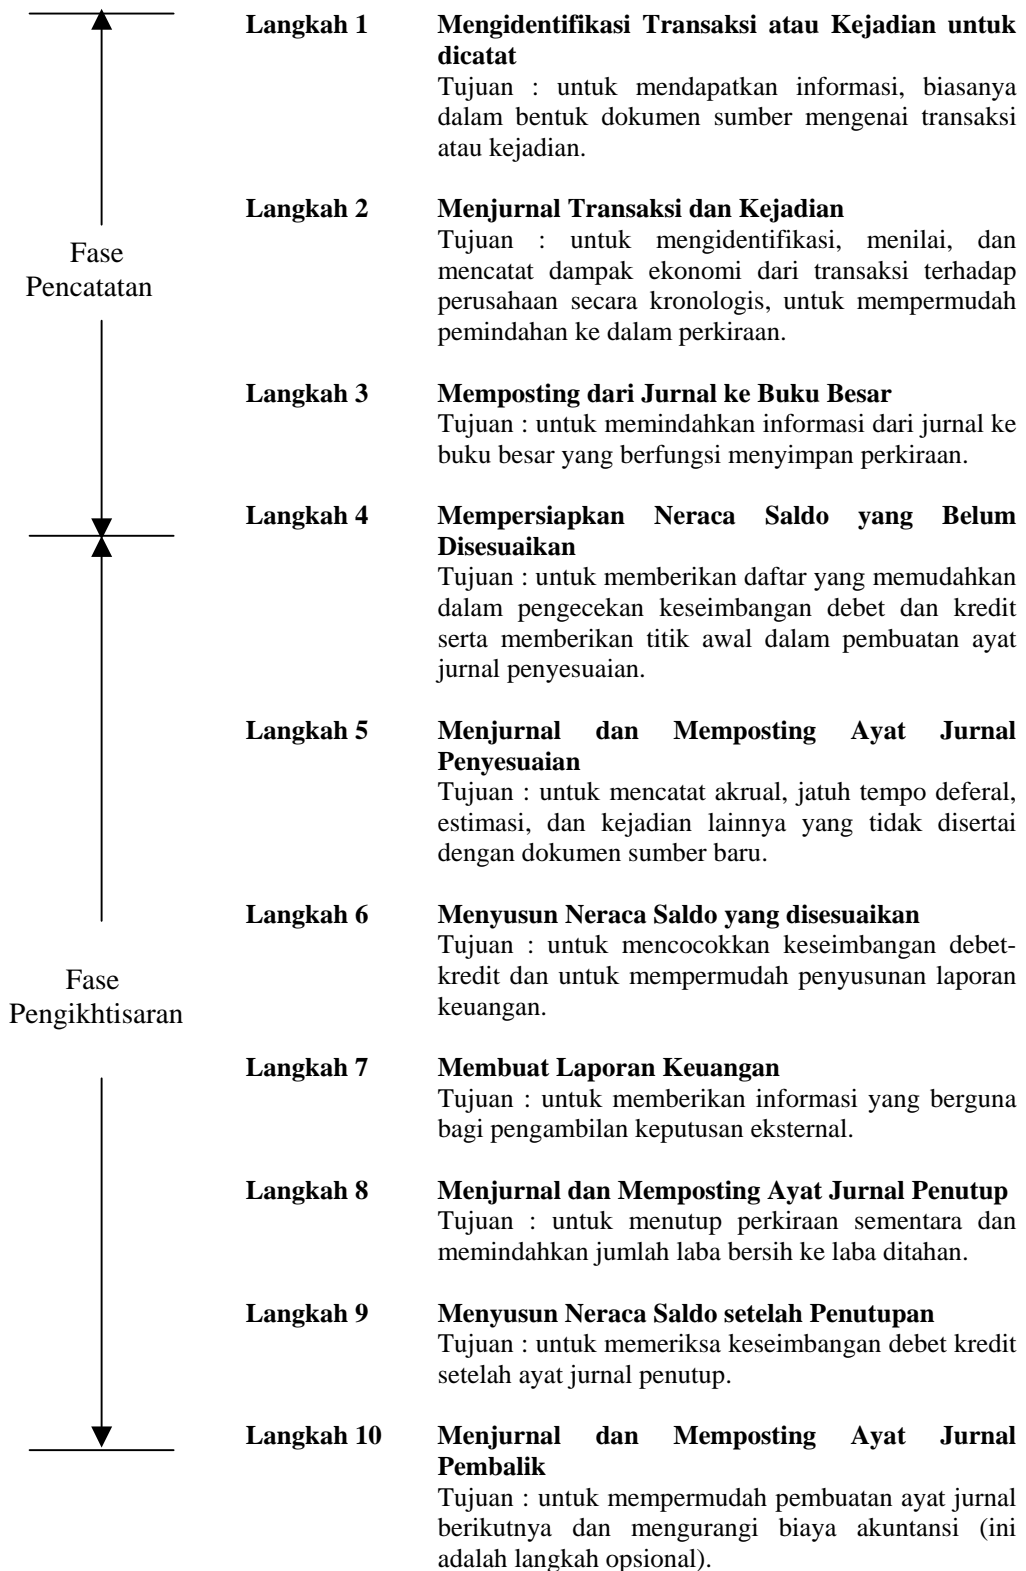 Langkah 1 Mengidentifikasi Transaksi atau Kejadian untuk
dicatat
Tujuan : untuk mendapatkan informasi, biasanya
dalam bentuk dokumen sumber mengenai transaksi
atau kejadian.
Langkah 2 Menjurnal Transaksi dan Kejadian
Tujuan : untuk mengidentifikasi, menilai, dan
mencatat dampak ekonomi dari transaksi terhadap
perusahaan secara kronologis, untuk mempermudah
pemindahan ke dalam perkiraan.
Fase
Pencatatan
Langkah 3 Memposting dari Jurnal ke Buku Besar
Tujuan : untuk memindahkan informasi dari jurnal ke
buku besar yang berfungsi menyimpan perkiraan.
Langkah 4 Mempersiapkan Neraca Saldo yang Belum
Disesuaikan
Tujuan : untuk memberikan daftar yang memudahkan
dalam pengecekan keseimbangan debet dan kredit
serta memberikan titik awal dalam pembuatan ayat
jurnal penyesuaian.
Langkah 5 Menjurnal dan Memposting Ayat Jurnal
Penyesuaian
Tujuan : untuk mencatat akrual, jatuh tempo deferal,
estimasi, dan kejadian lainnya yang tidak disertai
dengan dokumen sumber baru.
Langkah 6 Menyusun Neraca Saldo yang disesuaikan
Tujuan : untuk mencocokkan keseimbangan debet-
kredit dan untuk mempermudah penyusunan laporan
keuangan.
Fase
Pengikhtisaran
Langkah 7 Membuat Laporan Keuangan
Tujuan : untuk memberikan informasi yang berguna
bagi pengambilan keputusan eksternal.
Langkah 8 Menjurnal dan Memposting Ayat Jurnal Penutup
Tujuan : untuk menutup perkiraan sementara dan
memindahkan jumlah laba bersih ke laba ditahan.
Langkah 9 Menyusun Neraca Saldo setelah Penutupan
Tujuan : untuk memeriksa keseimbangan debet kredit
setelah ayat jurnal penutup.
Langkah 10 Menjurnal dan Memposting Ayat Jurnal
Pembalik
Tujuan : untuk mempermudah pembuatan ayat jurnal
berikutnya dan mengurangi biaya akuntansi (ini
adalah langkah opsional).